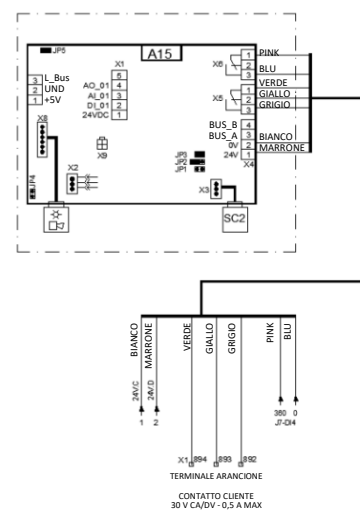 JP5
A15
X1
X6
1
2
3
PINK
BLU
3 L_Bus
2 UND
1 +5V
5
AO_01 4
AI_01 3
DI_01 2
24VDC 1
X5
1
2
3
VERDE
GIALLO
GRIGIO
X8
X9
BUS_B 4
BUS_A 3 BIANCO
0V 2 MARRONE
24V 1
X4
JP3
JP2
JP1
X2
X3
JP4
SC2
BIANCO
MARRONE
VERDE
GIALLO
GRIGIO
PINK
BLU
24V.C
24V.D
1 2
360 0
J7-DI4
X1 894 893 892
TERMINALE ARANCIONE
CONTATTO CLIENTE
30 V CA/DV - 0,5 A MAX